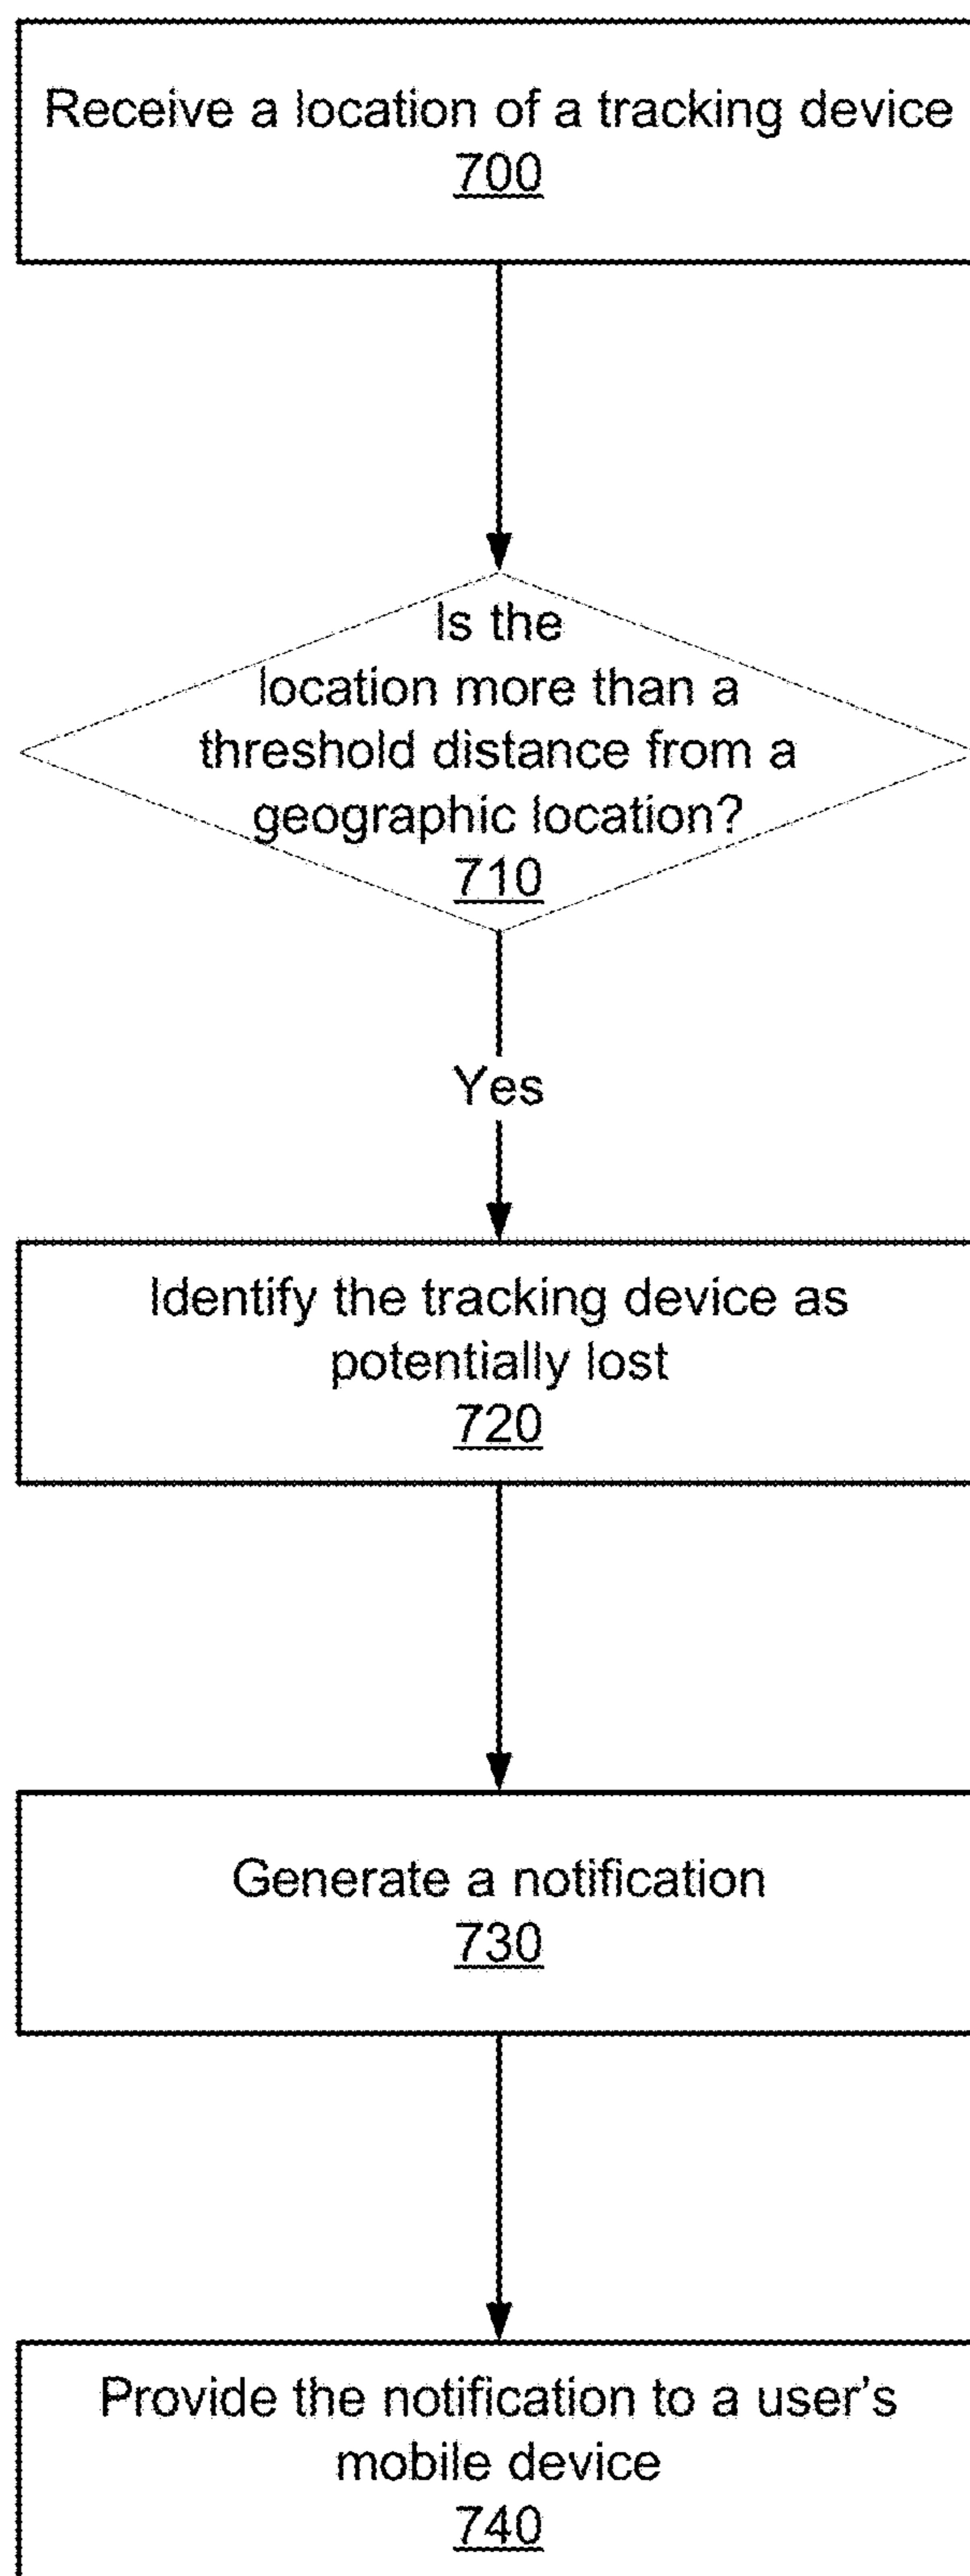 Receive a location of a tracking device
700
Is the
location more than a
threshold distance from a
geographic location?
710
Yes
Identify the tracking device as
potentially lost
720
Generate a notification
730
Provide the notification to a user's
mobile device
740